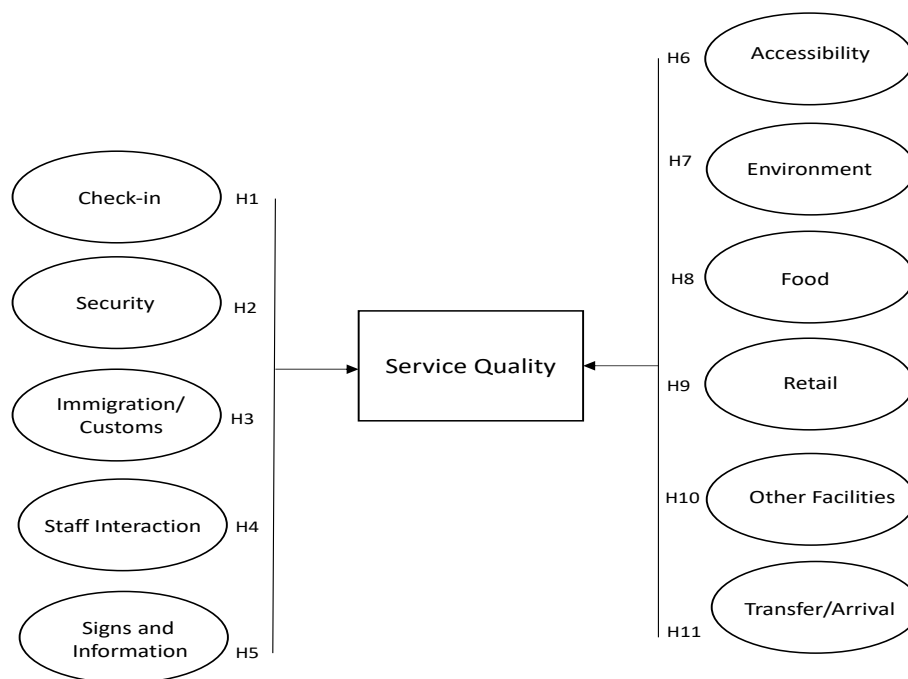 Check-in
H1
Security
H2
Immigration/
Customs
H3
Staff Interaction
H4
Signs and
Information
H5
Service Quality
H6
Accessibility
H7
Environment
H8
Food
H9
Retail
H10
Other Facilities
H11
Transfer/Arrival